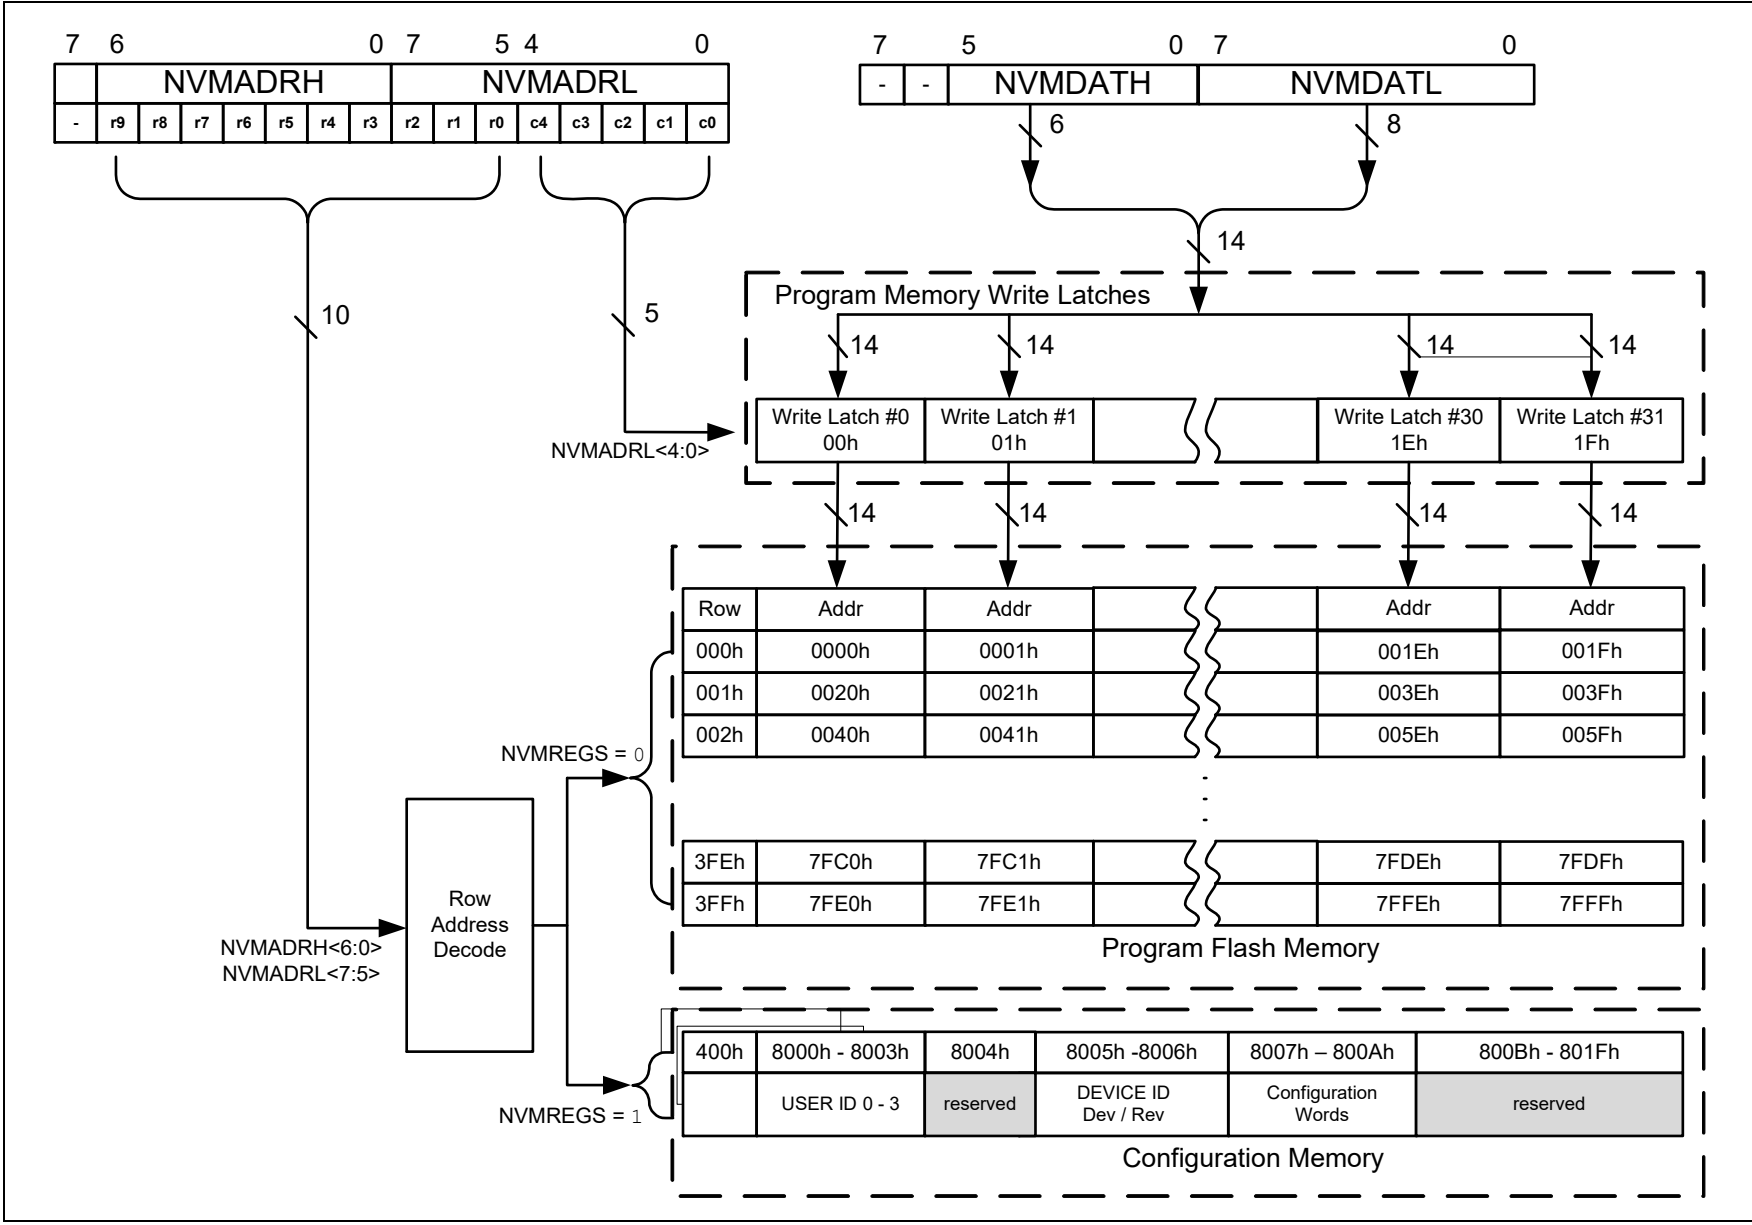 7 6 0 7 5 4 0
NVMADRH NVMADRL
- r9 r8 r7 r6 r5 r4 r3 r2 r1 r0 c4 c3 c2 c1 c0
7 5 0 7 0
- - NVMDATH NVMDATL
6 8
14
10
5
Program Memory Write Latches
14 14 14 14
Write Latch #0 Write Latch #1 Write Latch #30 Write Latch #31
00h 01h 1Eh 1Fh
NVMADRL<4:0>
14 14 14 14
Row Addr Addr Addr Addr
000h 0000h 0001h 001Eh 001Fh
001h 0020h 0021h 003Eh 003Fh
002h 0040h 0041h 005Eh 005Fh
NVMREGS = 0
3FEh 7FC0h 7FC1h 7FDEh 7FDFh
3FFh 7FE0h 7FE1h 7FFEh 7FFFh
Program Flash Memory
Row
Address
Decode
NVMADRH<6:0>
NVMADRL<7:5>
400h 8000h - 8003h 8004h 8005h -8006h 8007h – 800Ah 800Bh - 801Fh
USER ID 0 - 3 reserved DEVICE ID Configuration reserved
Dev / Rev Words
NVMREGS = 1
Configuration Memory